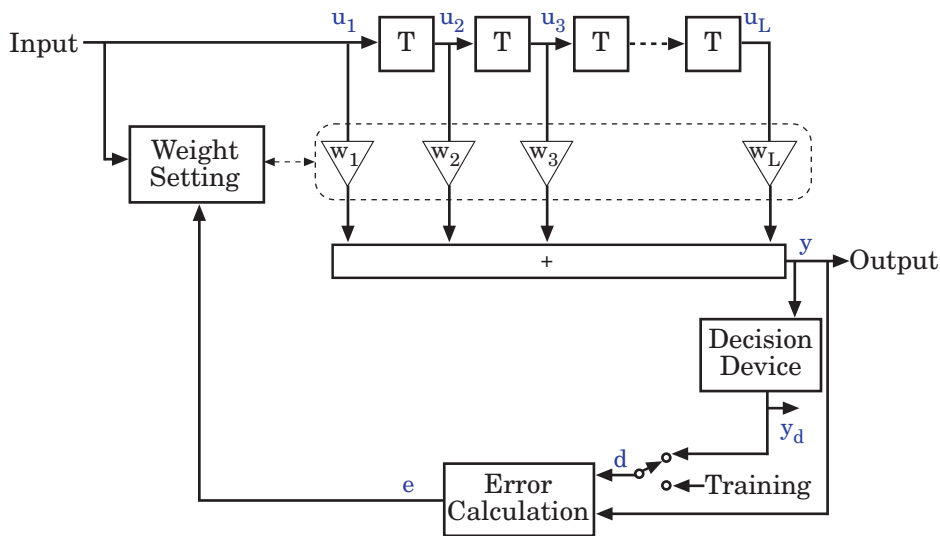 u1 u2 u3 uL
Input T T T T
Weight
Setting
w1 w2 w3 wL
y
+ Output
Decision
Device
yd
d
Training
e
Error
Calculation